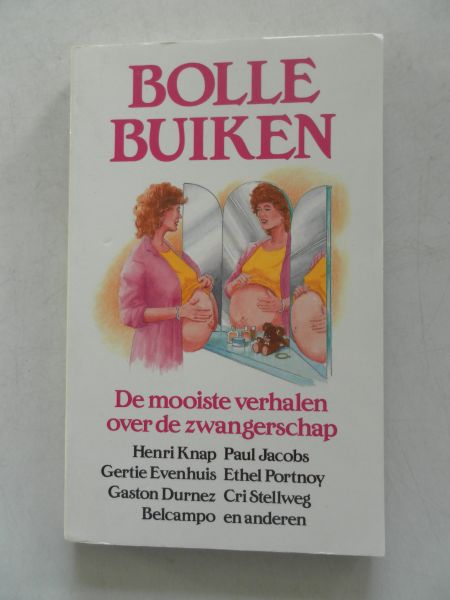 BOLLE
BUIKEN
De mooiste verhalen
over de zwangerschap
Henri Knap Paul Jacobs
Gertie Evenhuis Ethel Portnoy
Gaston Durnez Cri Stellweg
Belcampo en anderen